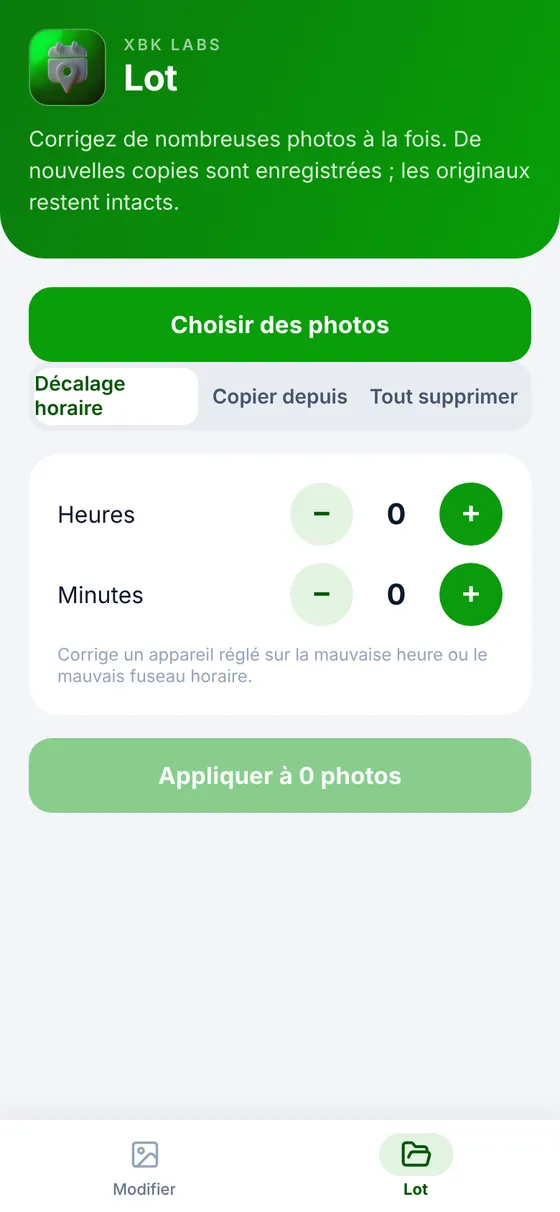 XBK LABS
Lot
Corrigez de nombreuses photos à la fois. De
nouvelles copies sont enregistrées ; les originaux
restent intacts.
Choisir des photos
Décalage
horaire
Copier depuis
Tout supprimer
Heures
−
0
+
Minutes
−
0
+
Corrige un appareil réglé sur la mauvaise heure ou le
mauvais fuseau horaire.
Appliquer à 0 photos
Modifier
Lot